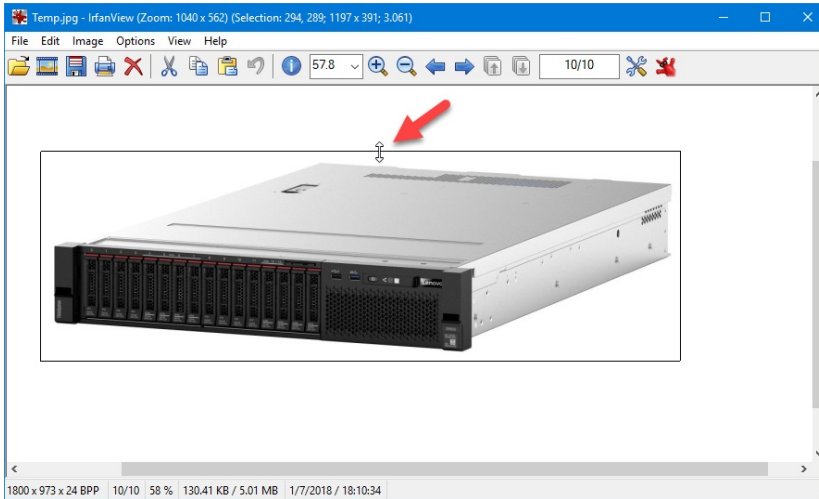 Temp.jpg - IrfanView (Zoom: 1040 x 562) (Selection: 294, 289; 1197 x 391; 3.061)
File Edit Image Options View Help
57.8
10/10
Lenovo
1800 x 973 x 24 BPP 10/10 58 % 130.41 KB / 5.01 MB 1/7/2018 / 18:10:34